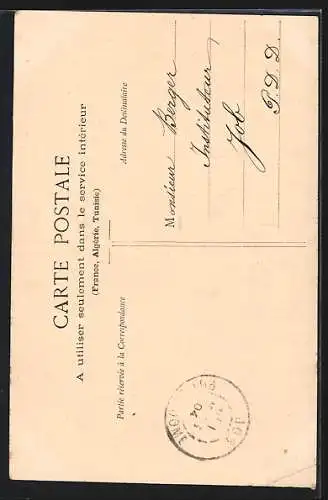 CARTE POSTALE
A utiliser seulement dans le service intérieur
(France, Algérie, Tunisie)
Partie réservée à la Correspondance
Adresse du Destinataire
Monsieur Berger
Instituteur
Job
P. D. D.
JOB